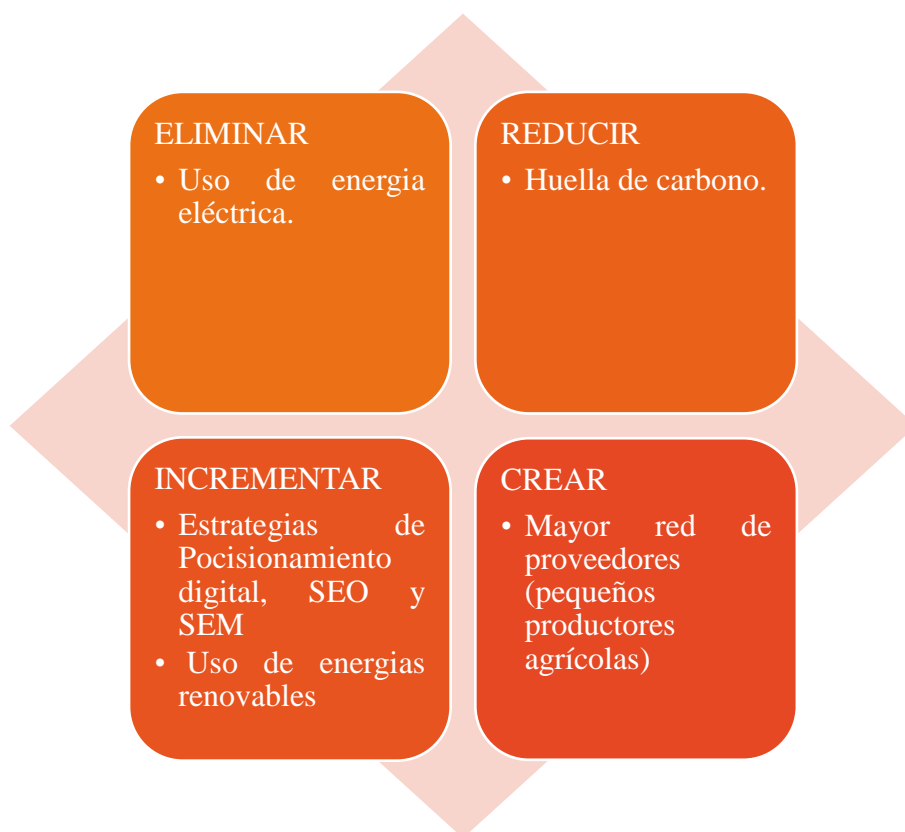 ELIMINAR
• Uso de energia
eléctrica.
REDUCIR
• Huella de carbono.
INCREMENTAR
• Estrategias de
Pocisionamiento
digital, SEO y
SEM
• Uso de energias
renovables
CREAR
• Mayor red de
proveedores
(pequeños
productores
agrícolas)